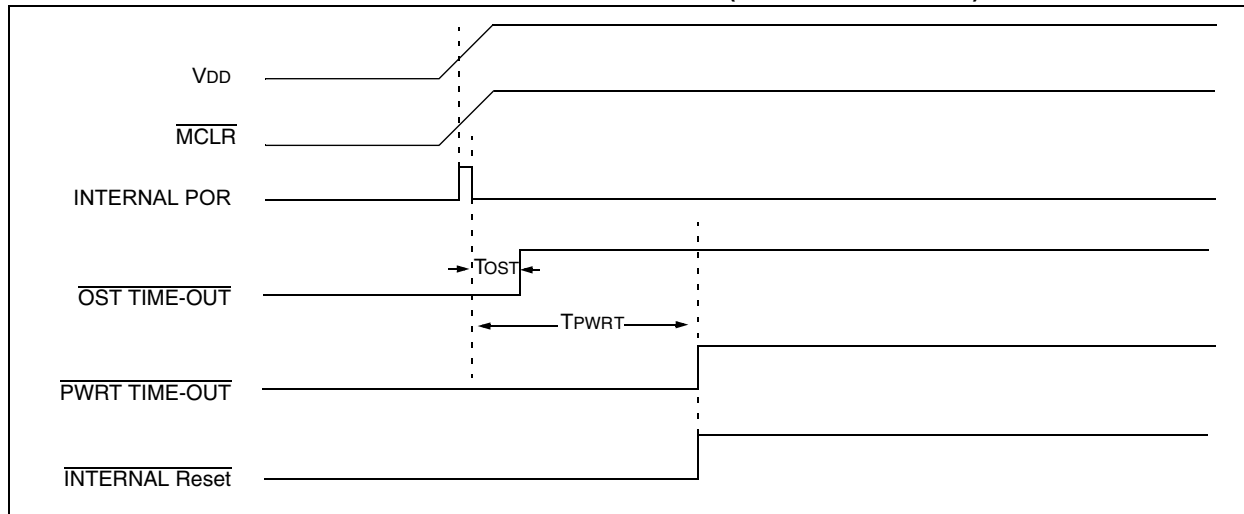 VDD
MCLR
INTERNAL POR
TOST
OST TIME-OUT
TPWRT
PWRT TIME-OUT
INTERNAL Reset